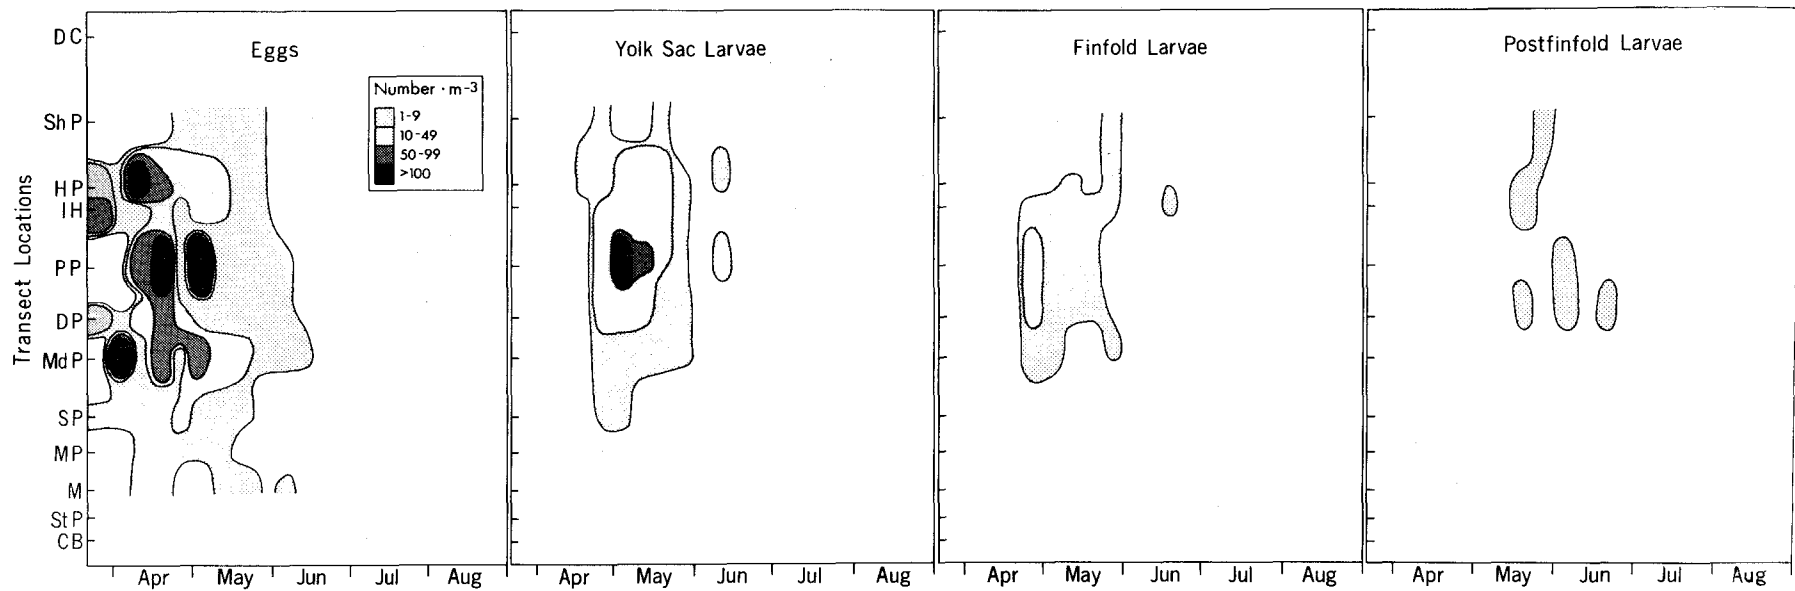 Eggs
Number · m-3
1-9
10-49
50-99
>100
Transect Locations
DC
ShP
HP
IH
PP
DP
MdP
SP
MP
M
StP
CB
Apr May Jun Jul Aug
Yolk Sac Larvae
Apr May Jun Jul Aug
Finfold Larvae
Apr May Jun Jul Aug
Postfinfold Larvae
May Jun Jul Aug